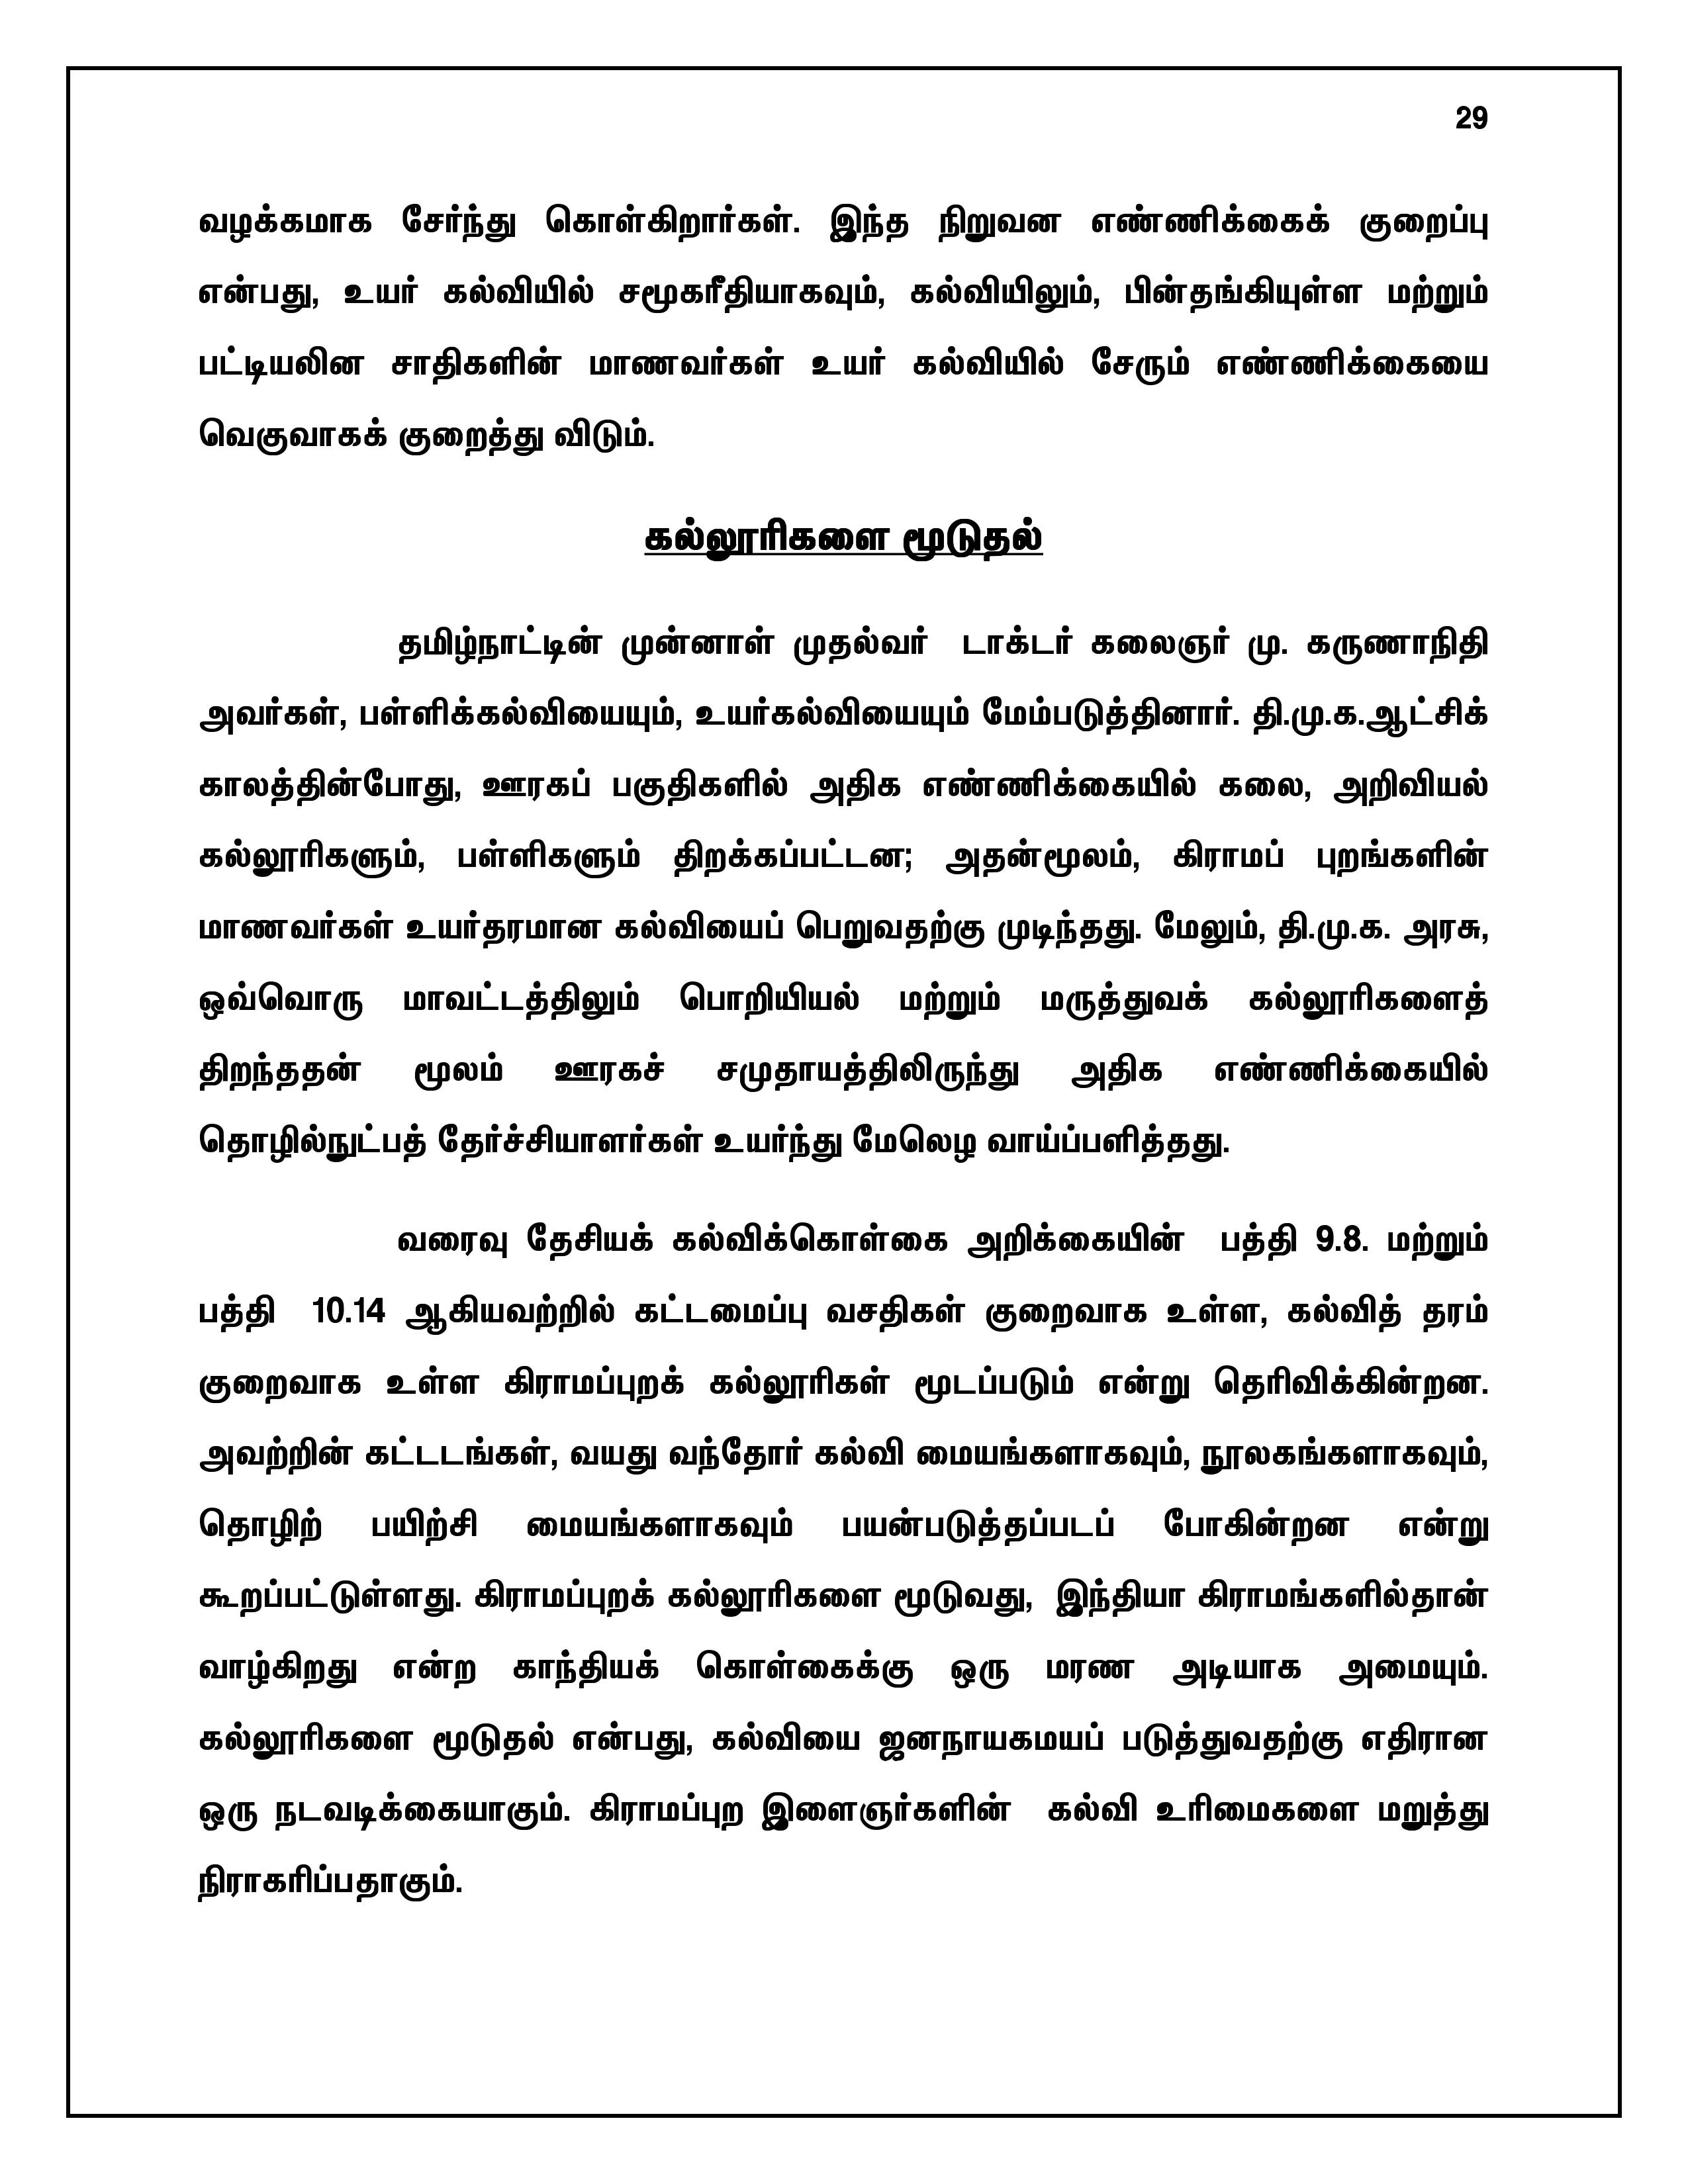 29
வழக்கமாக சேர்ந்து கொள்கிறார்கள். இந்த நிறுவன எண்ணிக்கைக் குறைப்பு
என்பது, உயர் கல்வியில் சமூகரீதியாகவும், கல்வியிலும், பின்தங்கியுள்ள மற்றும்
பட்டியலின சாதிகளின் மாணவர்கள் உயர் கல்வியில் சேரும் எண்ணிக்கையை
வெகுவாகக் குறைத்து விடும்.
கல்லூரிகளை மூடுதல்
தமிழ்நாட்டின் முன்னாள் முதல்வர் டாக்டர் கலைஞர் மு. கருணாநிதி
அவர்கள், பள்ளிக்கல்வியையும், உயர்கல்வியையும் மேம்படுத்தினார். தி.மு.க.ஆட்சிக்
காலத்தின்போது, ஊரகப் பகுதிகளில் அதிக எண்ணிக்கையில் கலை, அறிவியல்
கல்லூரிகளும், பள்ளிகளும் திறக்கப்பட்டன; அதன்மூலம், கிராமப் புறங்களின்
மாணவர்கள் உயர்தரமான கல்வியைப் பெறுவதற்கு முடிந்தது. மேலும், தி.மு.க. அரசு,
ஒவ்வொரு மாவட்டத்திலும் பொறியியல் மற்றும் மருத்துவக் கல்லூரிகளைத்
திறந்ததன் மூலம் ஊரகச் சமுதாயத்திலிருந்து அதிக எண்ணிக்கையில்
தொழில்நுட்பத் தேர்ச்சியாளர்கள் உயர்ந்து மேலெழ வாய்ப்பளித்தது.
வரைவு தேசியக் கல்விக்கொள்கை அறிக்கையின் பத்தி 9.8. மற்றும்
பத்தி 10.14 ஆகியவற்றில் கட்டமைப்பு வசதிகள் குறைவாக உள்ள, கல்வித் தரம்
குறைவாக உள்ள கிராமப்புறக் கல்லூரிகள் மூடப்படும் என்று தெரிவிக்கின்றன.
அவற்றின் கட்டடங்கள், வயது வந்தோர் கல்வி மையங்களாகவும், நூலகங்களாகவும்,
தொழிற் பயிற்சி மையங்களாகவும் பயன்படுத்தப்படப் போகின்றன என்று
கூறப்பட்டுள்ளது. கிராமப்புறக் கல்லூரிகளை மூடுவது, இந்தியா கிராமங்களில்தான்
வாழ்கிறது என்ற காந்தியக் கொள்கைக்கு ஒரு மரண அடியாக அமையும்.
கல்லூரிகளை மூடுதல் என்பது, கல்வியை ஜனநாயகமயப் படுத்துவதற்கு எதிரான
ஒரு நடவடிக்கையாகும். கிராமப்புற இளைஞர்களின் கல்வி உரிமைகளை மறுத்து
நிராகரிப்பதாகும்.